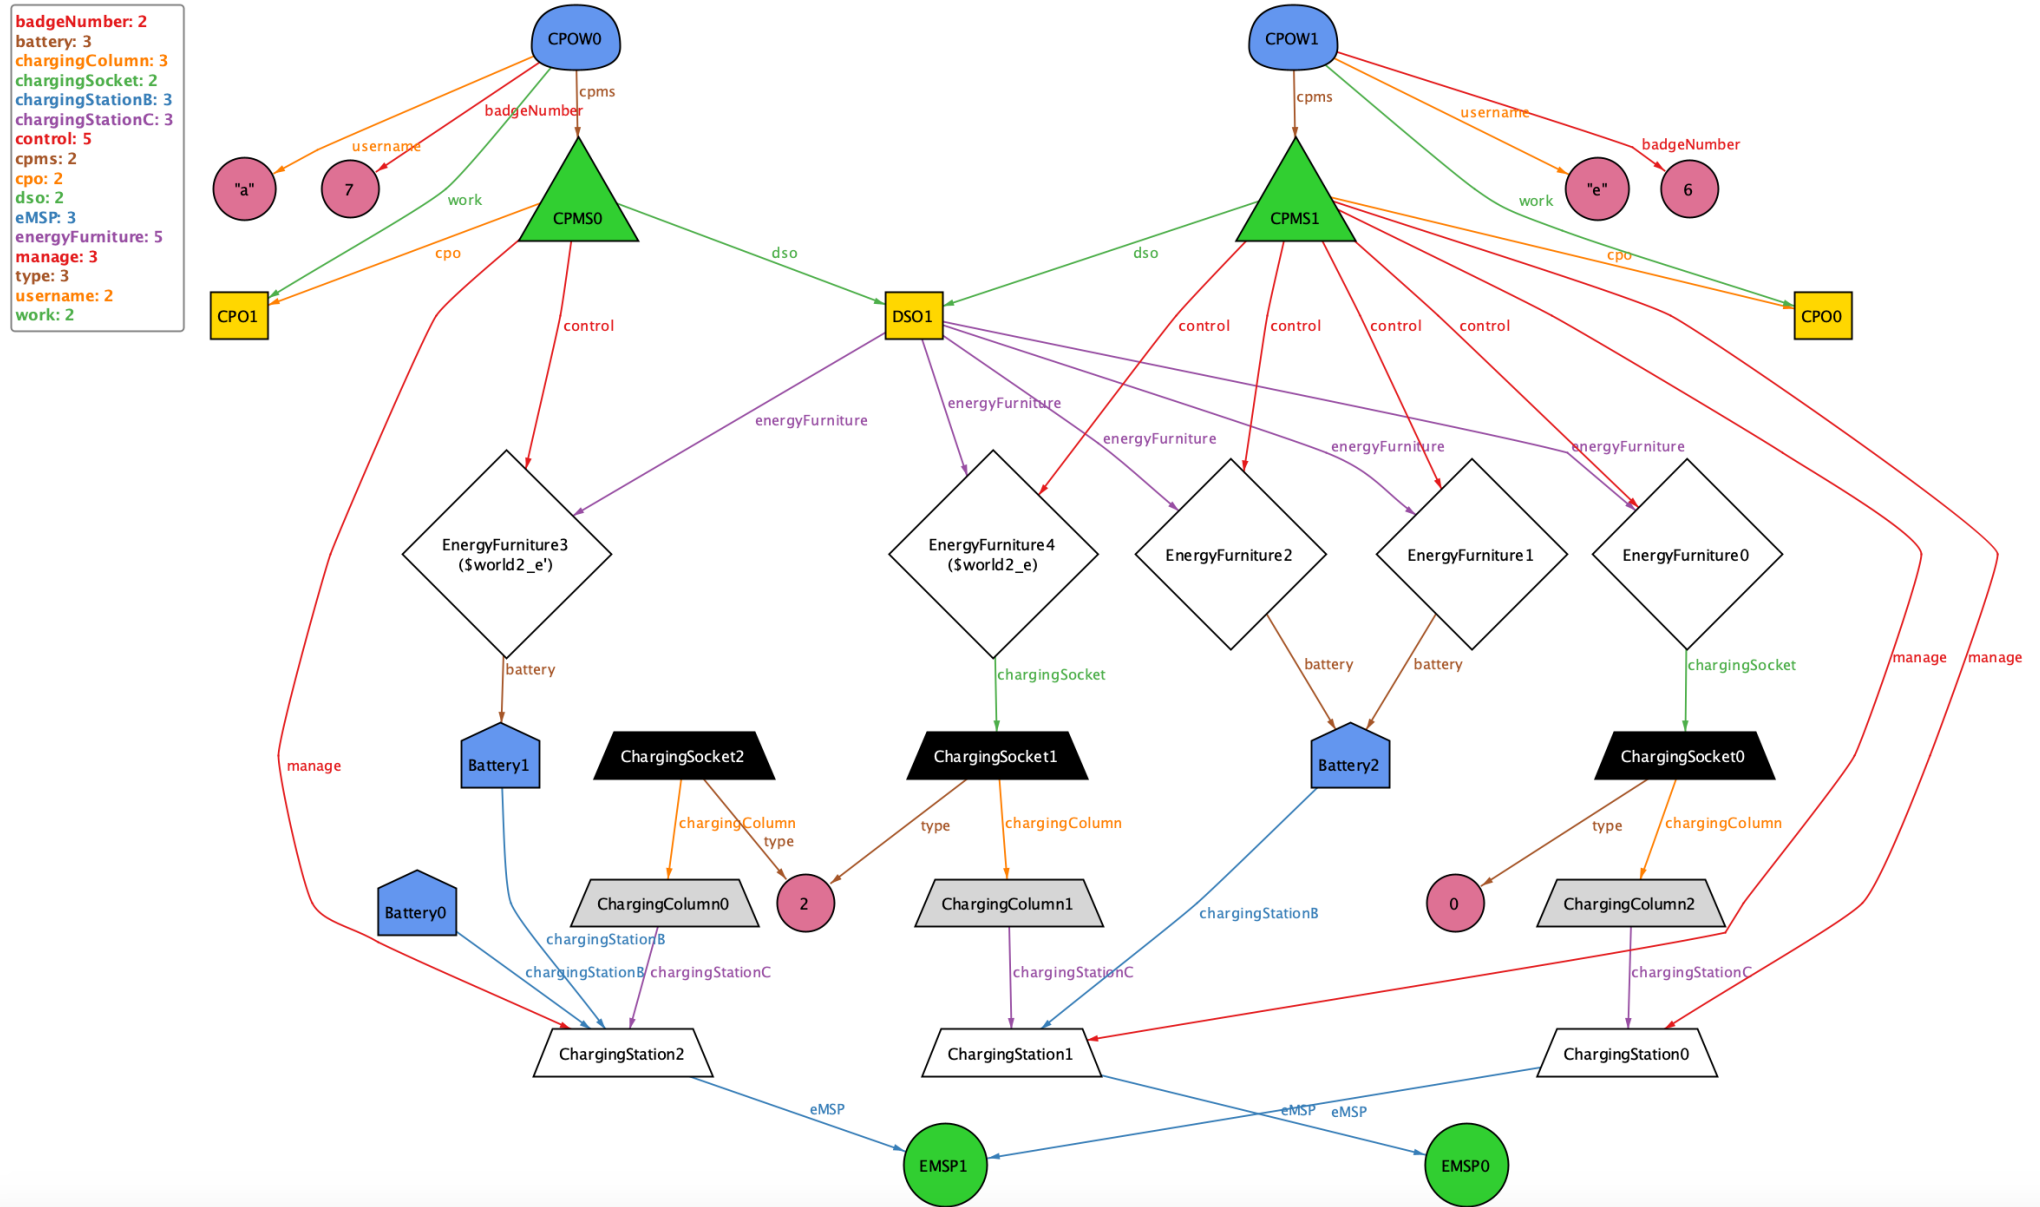 badgeNumber: 2
battery: 3
chargingColumn: 3
chargingSocket: 2
chargingStationB: 3
chargingStationC: 3
control: 5
cpms: 2
cpo: 2
dso: 2
eMSP: 3
energyFurniture: 5
manage: 3
type: 3
username: 2
work: 2
CPOW0
CPOW1
cpms
cpms
badgeNumber
username
username
badgeNumber
"a"
7
"e"
6
work
work
CPMS0
CPMS1
cpo
dso
dso
cpo
CPO1
DSO1
CPO0
control
control
control
control
control
energyFurniture
energyFurniture
energyFurniture
energyFurniture
energyFurniture
EnergyFurniture3
($world2_e')
EnergyFurniture4
($world2_e)
EnergyFurniture2
EnergyFurniture1
EnergyFurniture0
battery
chargingSocket
battery
battery
chargingSocket
manage
manage
manage
Battery1
ChargingSocket2
ChargingSocket1
Battery2
ChargingSocket0
chargingColumn
type
type
chargingColumn
type
chargingColumn
Battery0
ChargingColumn0
2
ChargingColumn1
chargingStationB
0
ChargingColumn2
chargingStationB
chargingStationB
chargingStationC
chargingStationC
chargingStationC
ChargingStation2
ChargingStation1
ChargingStation0
eMSP
eMSP
eMSP
EMSP1
EMSP0